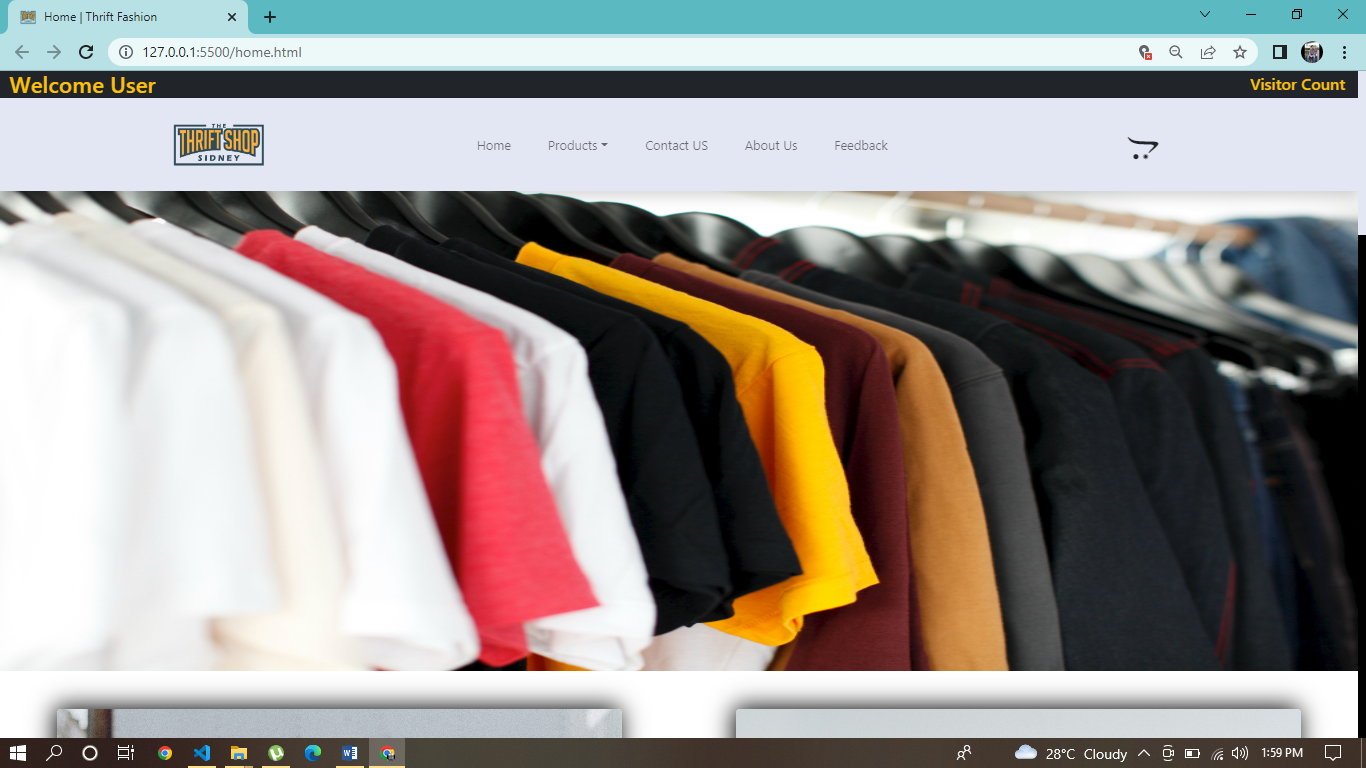 Home | Thrift Fashion
127.0.0.1:5500/home.html
Welcome User
Visitor Count
THE
THRIFT SHOP
SIDNEY
Home
Products
Contact US
About Us
Feedback
28°C Cloudy
1:59 PM